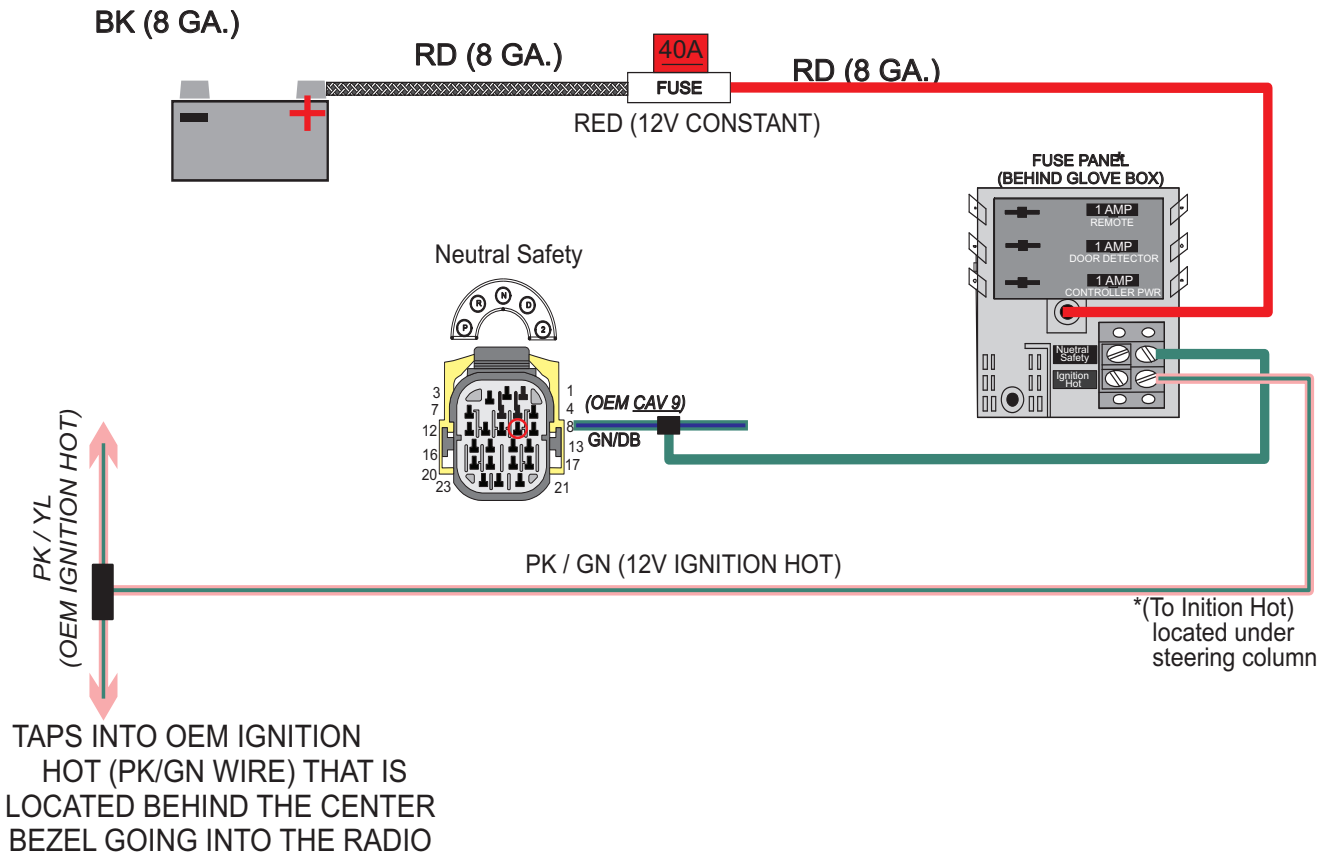 BK (8 GA.)
RD (8 GA.)
40A
FUSE
RD (8 GA.)
RED (12V CONSTANT)
FUSE PANEL*
(BEHIND GLOVE BOX)
1 AMP
REMOTE
1 AMP
DOOR DETECTOR
1 AMP
CONTROLLER PWR
Nuetral
Safety
Ignition
Hot
Neutral Safety
P
R
N
D
2
3
1
7
4
12
8
16
13
20
17
23
21
(OEM CAV 9)
GN/DB
PK / YL
(OEM IGNITION HOT)
PK / GN (12V IGNITION HOT)
*(To Inition Hot)
located under
steering column
TAPS INTO OEM IGNITION
HOT (PK/GN WIRE) THAT IS
LOCATED BEHIND THE CENTER
BEZEL GOING INTO THE RADIO